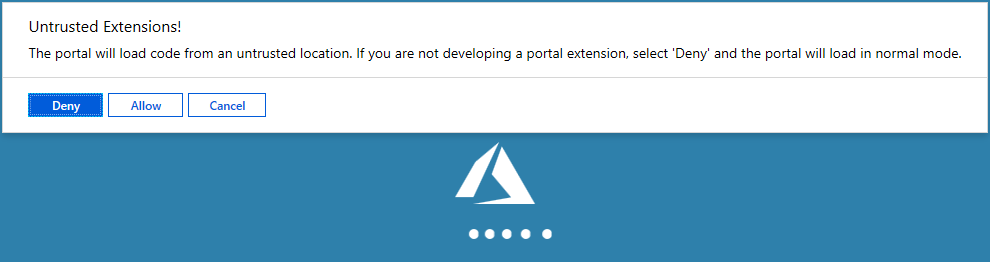 Untrusted Extensions!
The portal will load code from an untrusted location. If you are not developing a portal extension, select 'Deny' and the portal will load in normal mode.
Deny Allow Cancel